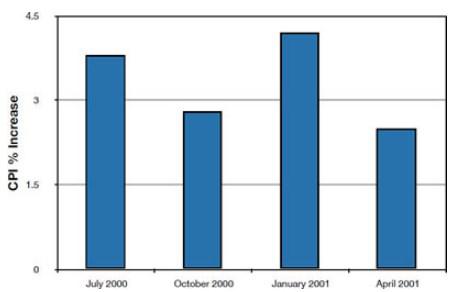 4.5
3
1.5
0
CPI % Increase
July 2000
October 2000
January 2001
April 2001